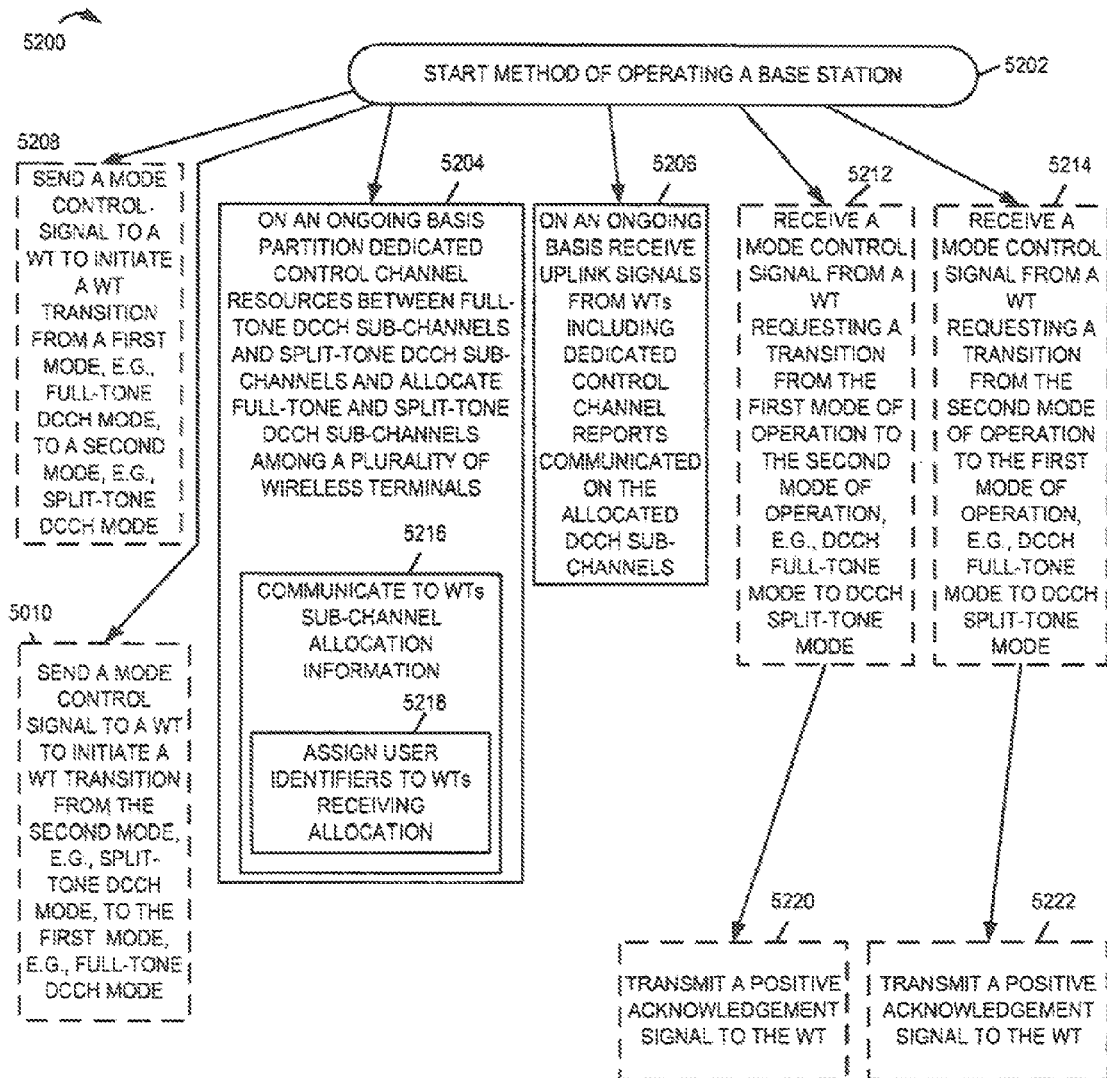 5200
START METHOD OF OPERATING A BASE STATION
5202
5208
SEND A MODE
CONTROL-
SIGNAL TO A
WT TO INITIATE
A WT
TRANSITION
FROM A FIRST
MODE, E.G.,
FULL-TONE
DCCH MODE,
TO A SECOND
MODE, E.G.,
SPLIT-TONE
DCCH MODE
5010
SEND A MODE
CONTROL
SIGNAL TO A WT
TO INITIATE A
WT TRANSITION
FROM THE
SECOND MODE,
E.G., SPLIT-
TONE DCCH
MODE, TO THE
FIRST MODE,
E.G., FULL-TONE
DCCH MODE
5204
ON AN ONGOING BASIS
PARTITION DEDICATED
CONTROL CHANNEL
RESOURCES BETWEEN FULL-
TONE DCCH SUB-CHANNELS
AND SPLIT-TONE DCCH SUB-
CHANNELS AND ALLOCATE
FULL-TONE AND SPLIT-TONE
DCCH SUB-CHANNELS
AMONG A PLURALITY OF
WIRELESS TERMINALS
5216
COMMUNICATE TO WTs
SUB-CHANNEL
ALLOCATION
INFORMATION
5218
ASSIGN USER
IDENTIFIERS TO WTs
RECEIVING
ALLOCATION
5206
ON AN ONGOING
BASIS RECEIVE
UPLINK SIGNALS
FROM WTs
INCLUDING
DEDICATED
CONTROL
CHANNEL
REPORTS
COMMUNICATED
ON THE
ALLOCATED
DCCH SUB-
CHANNELS
5212
RECEIVE A
MODE CONTROL
SIGNAL FROM A
WT
REQUESTING A
TRANSITION
FROM THE
FIRST MODE OF
OPERATION TO
THE SECOND
MODE OF
OPERATION,
E.G., DCCH
FULL-TONE
MODE TO DCCH
SPLIT-TONE
MODE
5214
RECEIVE A
MODE CONTROL
SIGNAL FROM A
WT
REQUESTING A
TRANSITION
FROM THE
SECOND MODE
OF OPERATION
TO THE FIRST
MODE OF
OPERATION,
E.G., DCCH
FULL-TONE
MODE TO DCCH
SPLIT-TONE
MODE
5220
TRANSMIT A POSITIVE
ACKNOWLEDGEMENT
SIGNAL TO THE WT
5222
TRANSMIT A POSITIVE
ACKNOWLEDGEMENT
SIGNAL TO THE WT